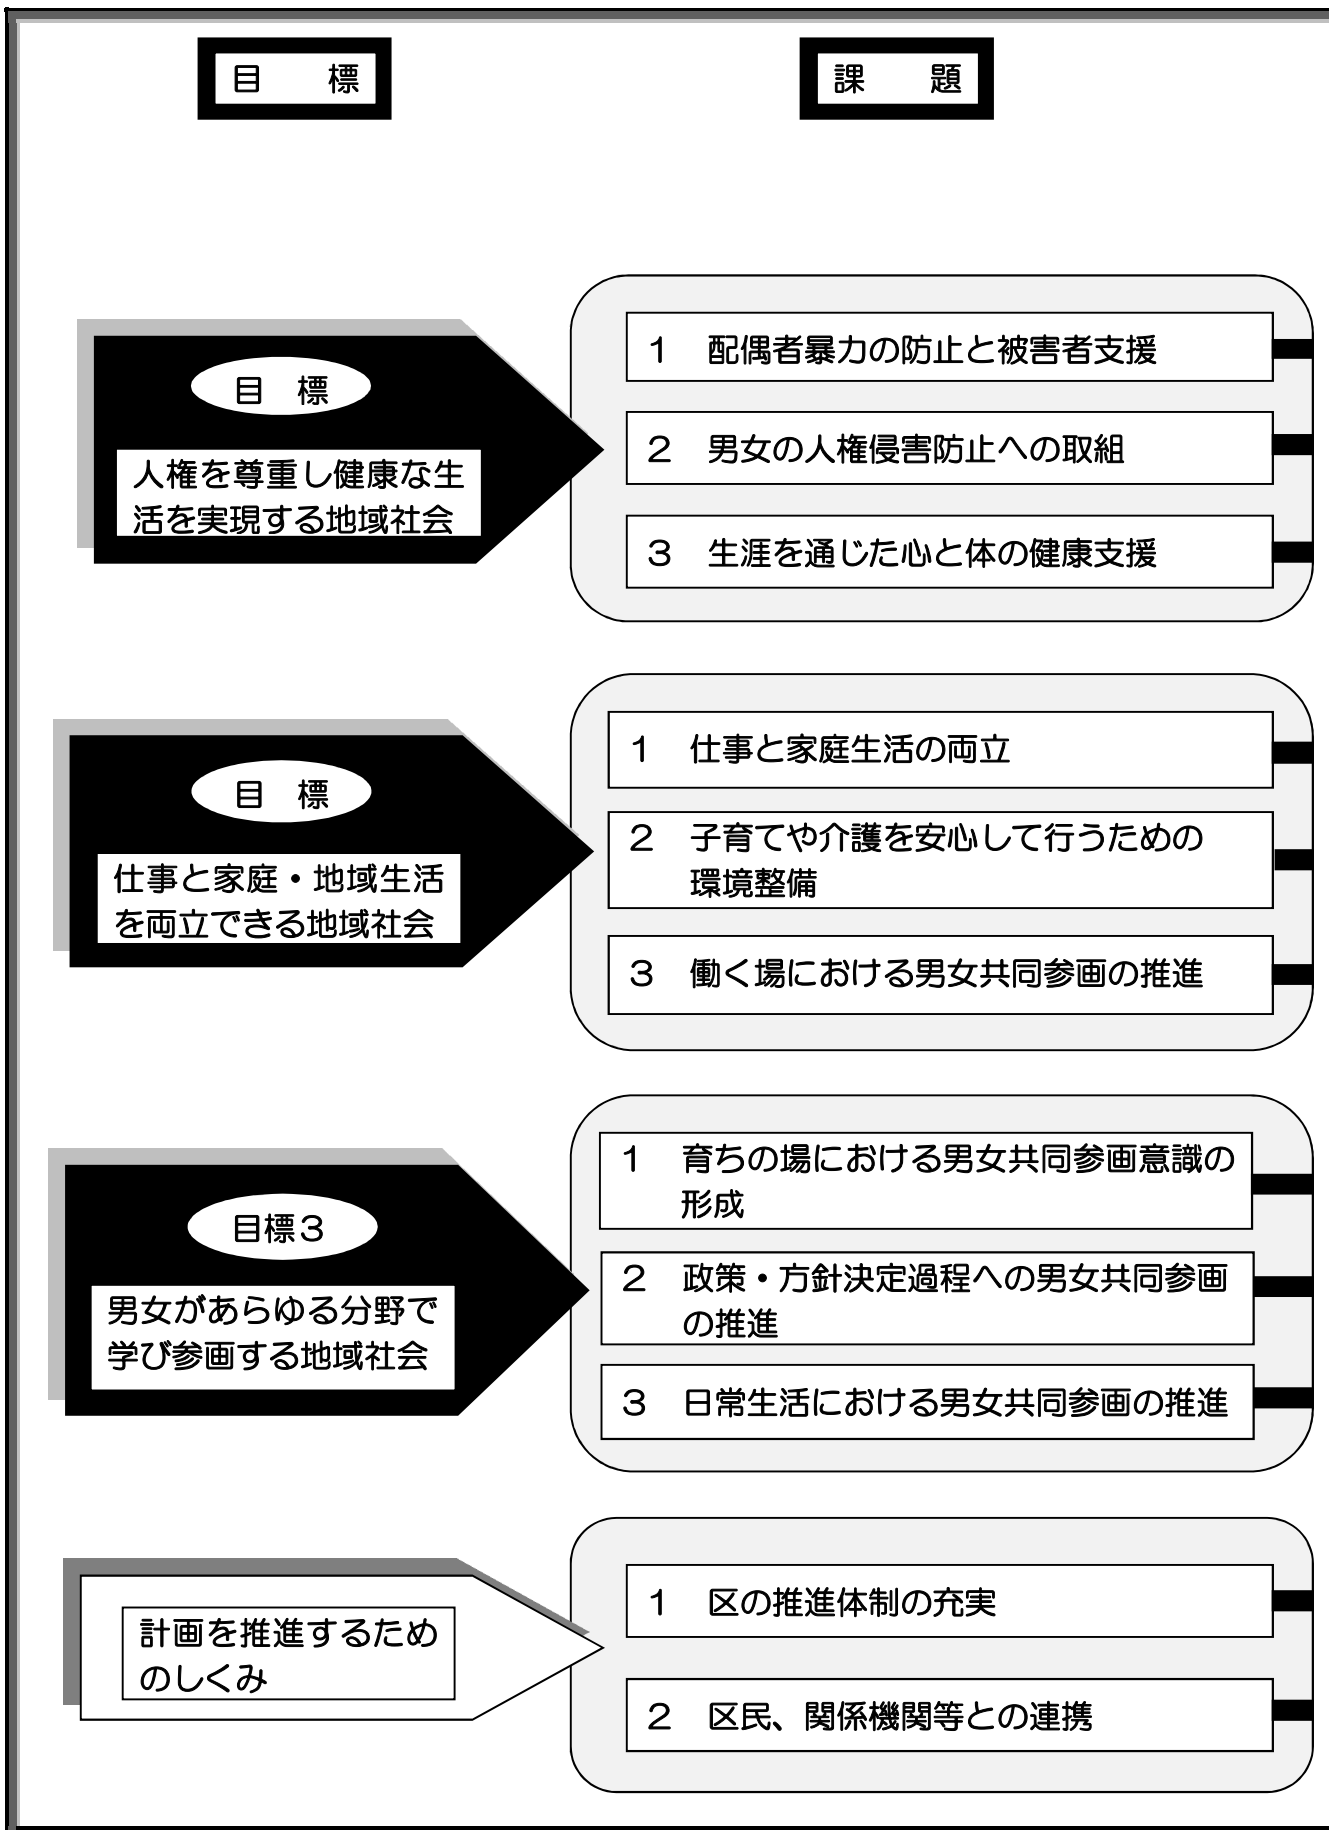 目　標
課　題
目　標
人権を尊重し健康な生
活を実現する地域社会
１　配偶者暴力の防止と被害者支援
２　男女の人権侵害防止への取組
３　生涯を通じた心と体の健康支援
目　標
仕事と家庭・地域生活
を両立できる地域社会
１　仕事と家庭生活の両立
２　子育てや介護を安心して行うための
環境整備
３　働く場における男女共同参画の推進
目標３
男女があらゆる分野で
学び参画する地域社会
１　育ちの場における男女共同参画意識の
形成
２　政策・方針決定過程への男女共同参画
の推進
３　日常生活における男女共同参画の推進
計画を推進するため
のしくみ
１　区の推進体制の充実
２　区民、関係機関等との連携